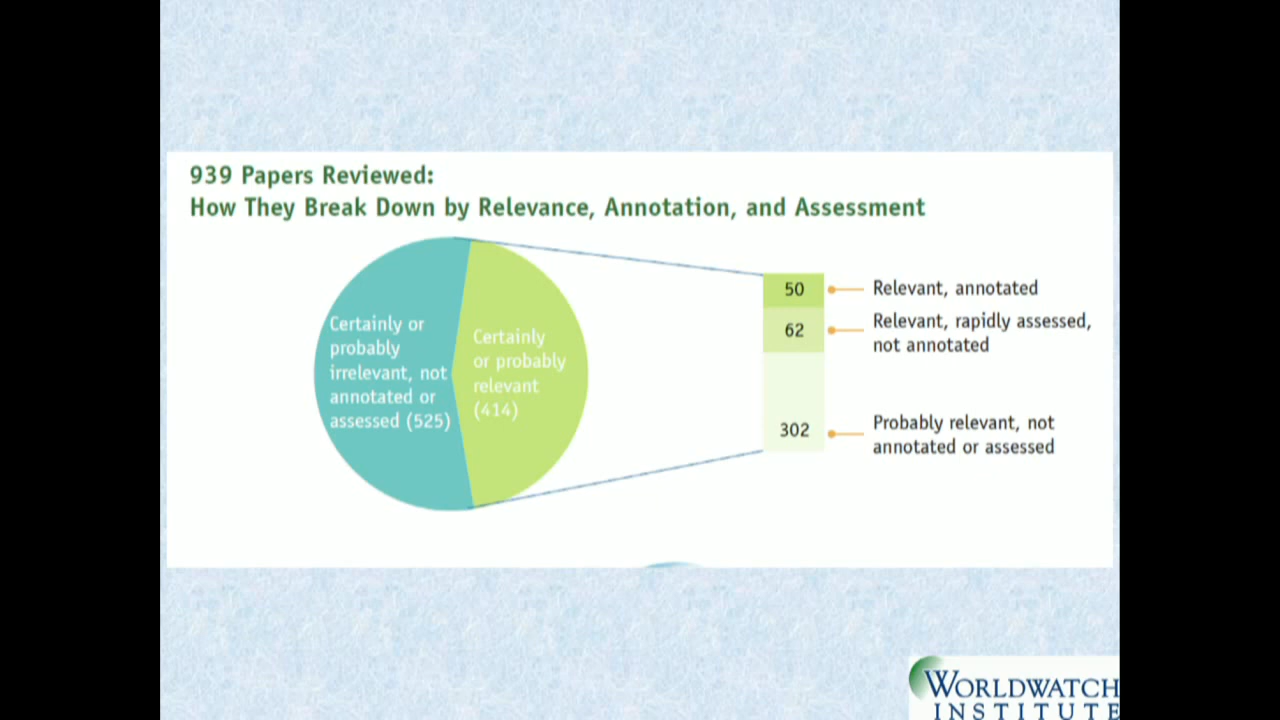 939 Papers Reviewed:
How They Break Down by Relevance, Annotation, and Assessment
Certainly or
probably
irrelevant, not
annotated or
assessed (525)
Certainly
or probably
relevant
(414)
50
Relevant, annotated
62
Relevant, rapidly assessed,
not annotated
302
Probably relevant, not
annotated or assessed
WORLDWATCH
INSTITUTE